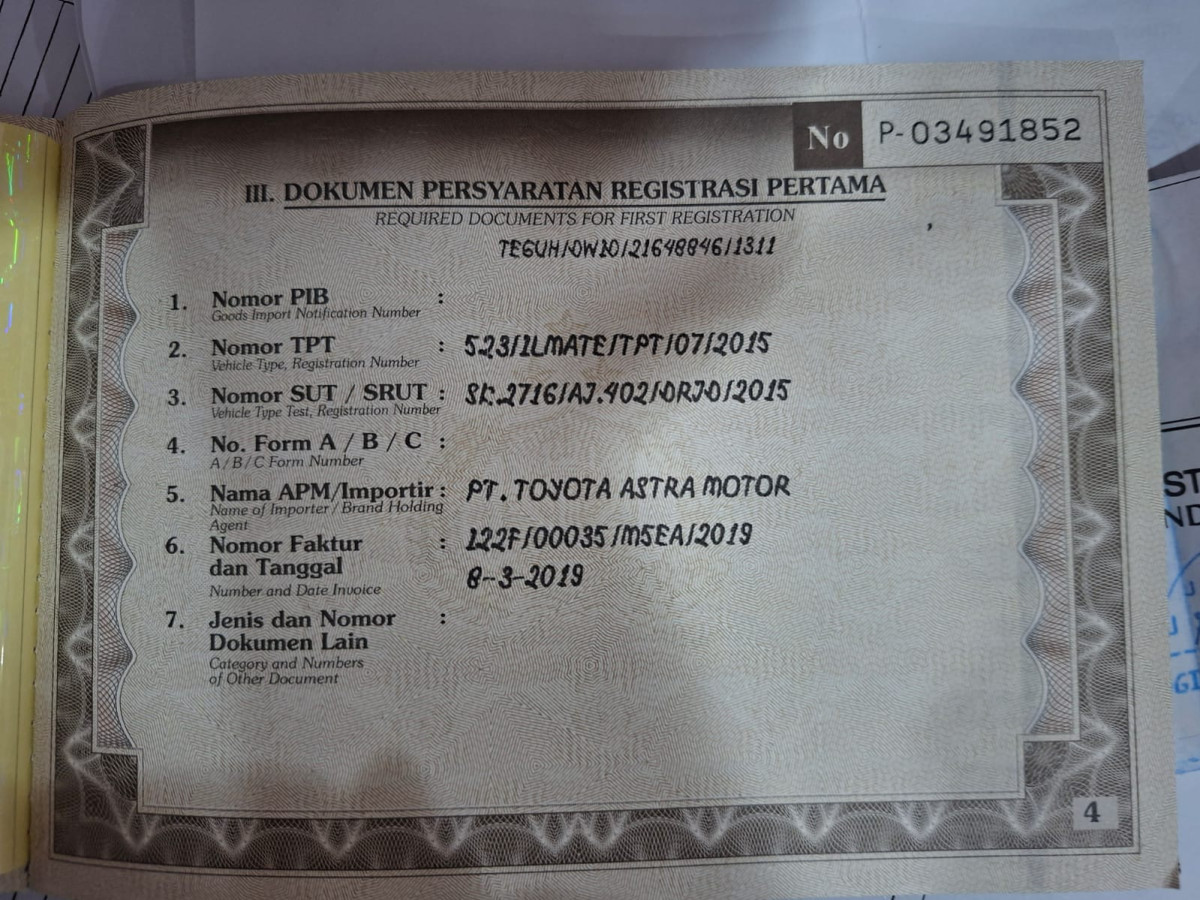 No P-03491852
III. DOKUMEN PERSYARATAN REGISTRASI PERTAMA
REQUIRED DOCUMENTS FOR FIRST REGISTRATION
TEGUH/OWIO/21648846/1311
1. Nomor PIB :
Goods Import Notification Number
2. Nomor TPT : 523/ILMATE/TPT/07/2015
Vehicle Type, Registration Number
3. Nomor SUT / SRUT : SK.2716/AJ.402/DRJD/2015
Vehicle Type Test, Registration Number
4. No. Form A / B / C :
A / B / C Form Number
5. Nama APM/Importir : PT. TOYOTA ASTRA MOTOR
Name of Importer / Brand Holding
Agent
6. Nomor Faktur : 122F/00035/MSEA/2019
dan Tanggal 8-3-2019
Number and Date Invoice
7. Jenis dan Nomor :
Dokumen Lain
Category and Numbers
of Other Document
4